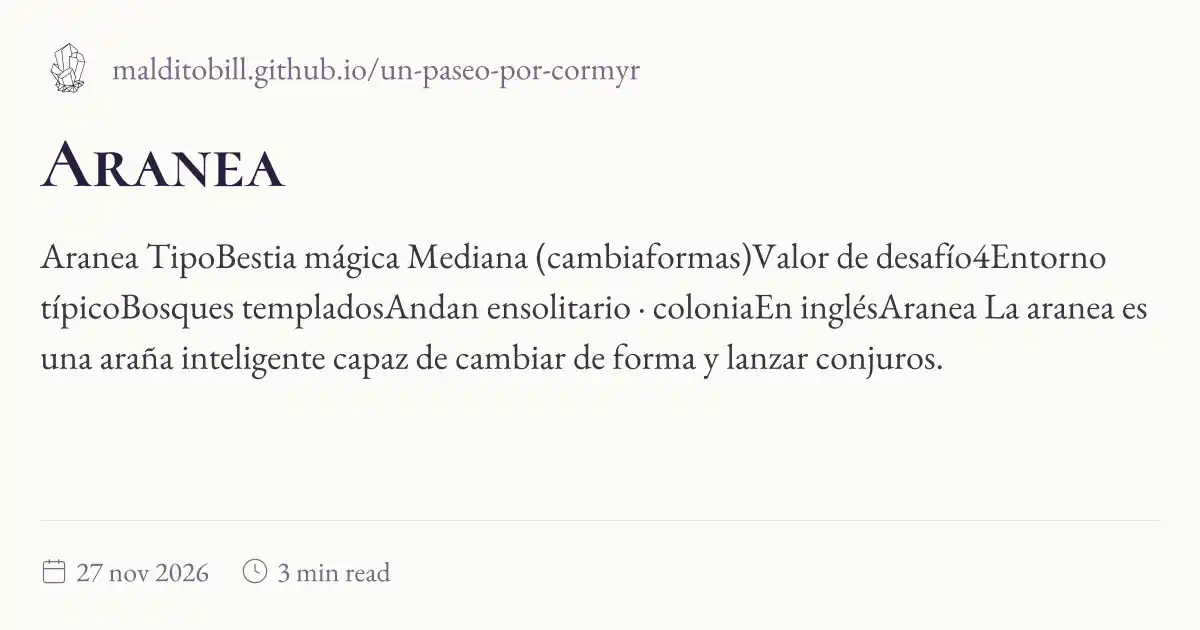 malditobill.github.io/un-paseo-por-cormyr
Aranea
Aranea TipoBestia mágica Mediana (cambiaformas)Valor de desafío4Entorno
típicoBosques templadosAndan ensolitario · coloniaEn inglésAranea La aranea es
una araña inteligente capaz de cambiar de forma y lanzar conjuros.
27 nov 2026
3 min read